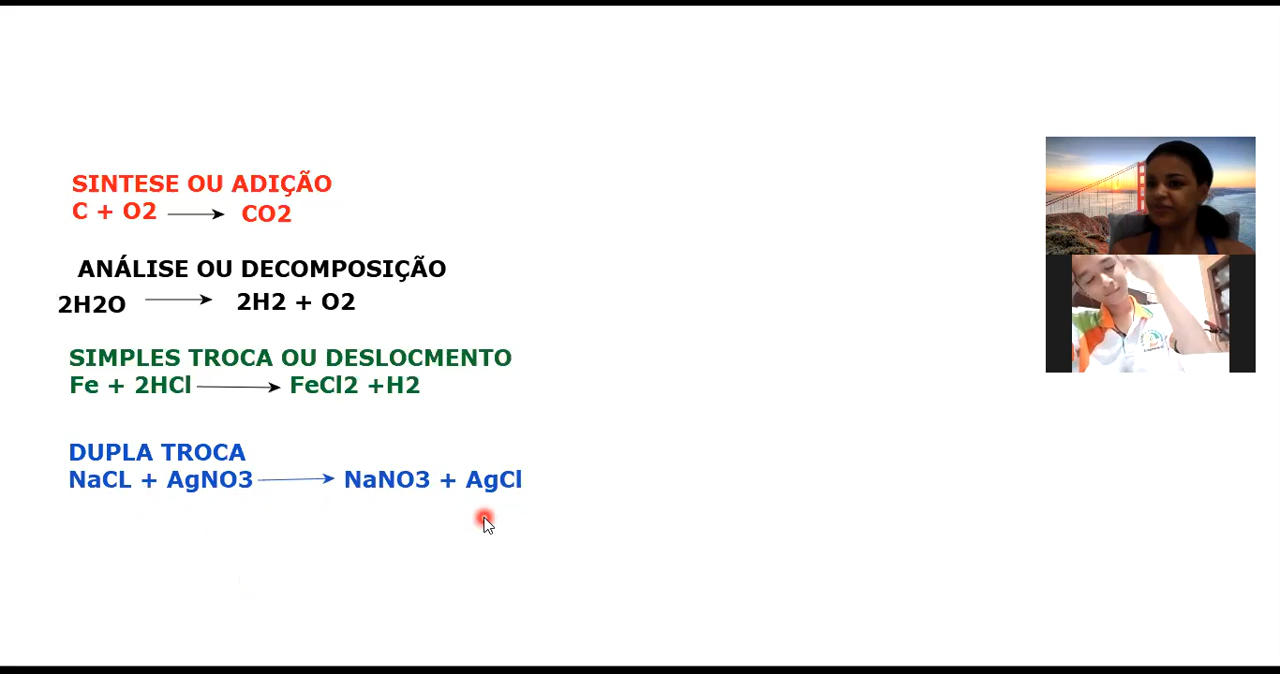 SINTESE OU ADIÇÃO
C + O2 → CO2
ANÁLISE OU DECOMPOSIÇÃO
2H2O → 2H2 + O2
SIMPLES TROCA OU DESLOCMENTO
Fe + 2HCl → FeCl2 +H2
DUPLA TROCA
NaCL + AgNO3 → NaNO3 + AgCl